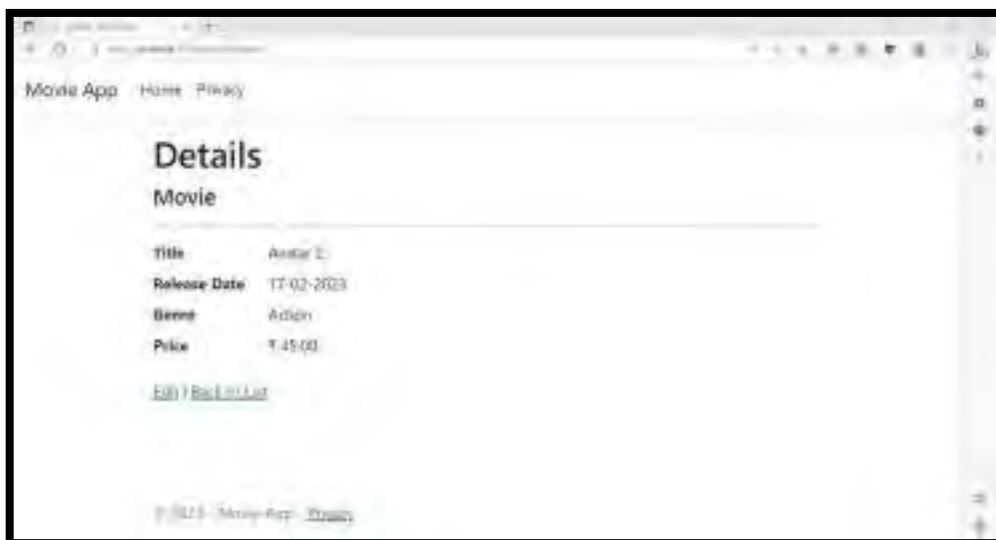 Movie App Home Privacy
Details
Movie
Title Avatar 2
Release Date 17-02-2023
Genre Action
Price ₹ 45.00
Edit | Back to List
© 2023 - Movie App - Privacy